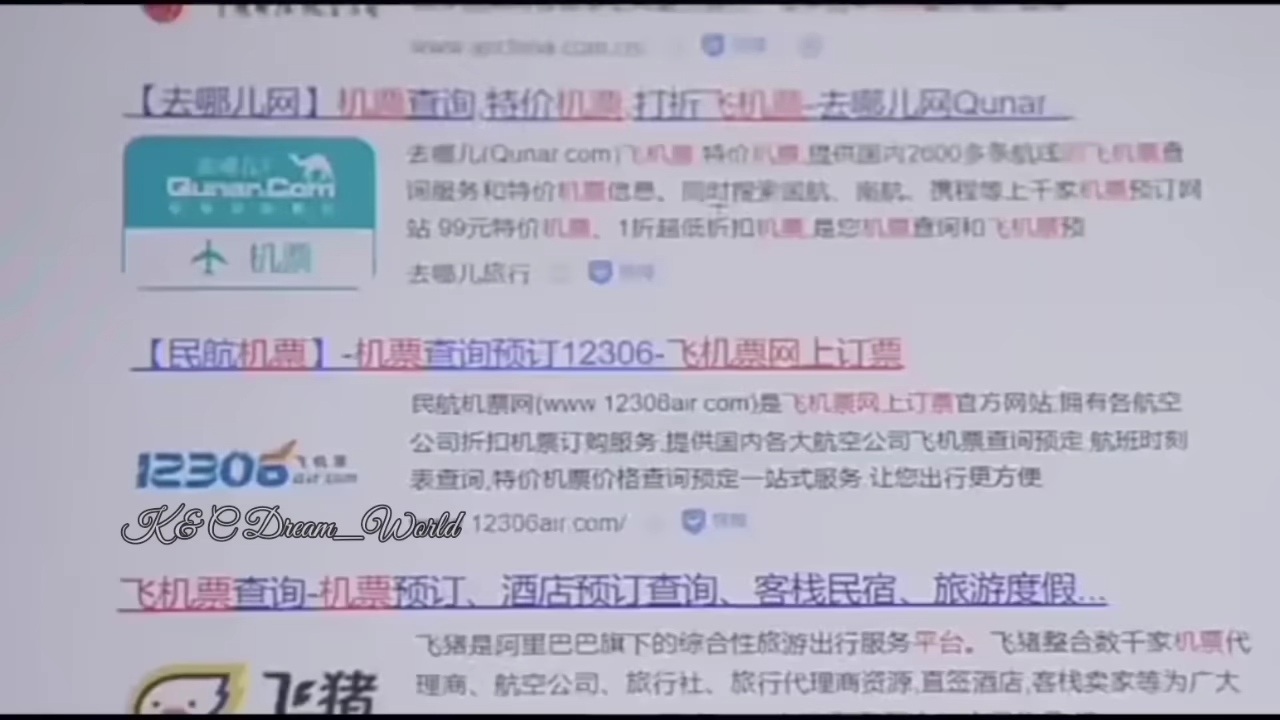 【去哪儿网】机票查询,特价机票,打折飞机票-去哪儿网Qunar...
去哪儿(Qunar.com)飞机票 特价机票,提供国内2600多条航线的飞机票查
询服务和特价机票信息。同时搜索国航、南航、携程等上千家机票预订网
站.99元特价机票、1折超低折扣机票,是您机票查询和飞机票预
Qunar.Com
机票
去哪儿旅行
【民航机票】-机票查询预订12306-飞机票网上订票
民航机票网(www.12306air.com)是飞机票网上订票官方网站,拥有各航空
公司折扣机票订购服务,提供国内各大航空公司飞机票查询预定,航班时刻
表查询,特价机票价格查询预定一站式服务.让您出行更方便
12306飞机票
air.com
K&C Dream_World
12306air.com/
飞机票查询-机票预订、酒店预订查询、客栈民宿、旅游度假...
飞猪是阿里巴巴旗下的综合性旅游出行服务平台。飞猪整合数千家机票代
理商、航空公司、旅行社、旅行代理商资源,直签酒店,客栈卖家等为广大
飞猪